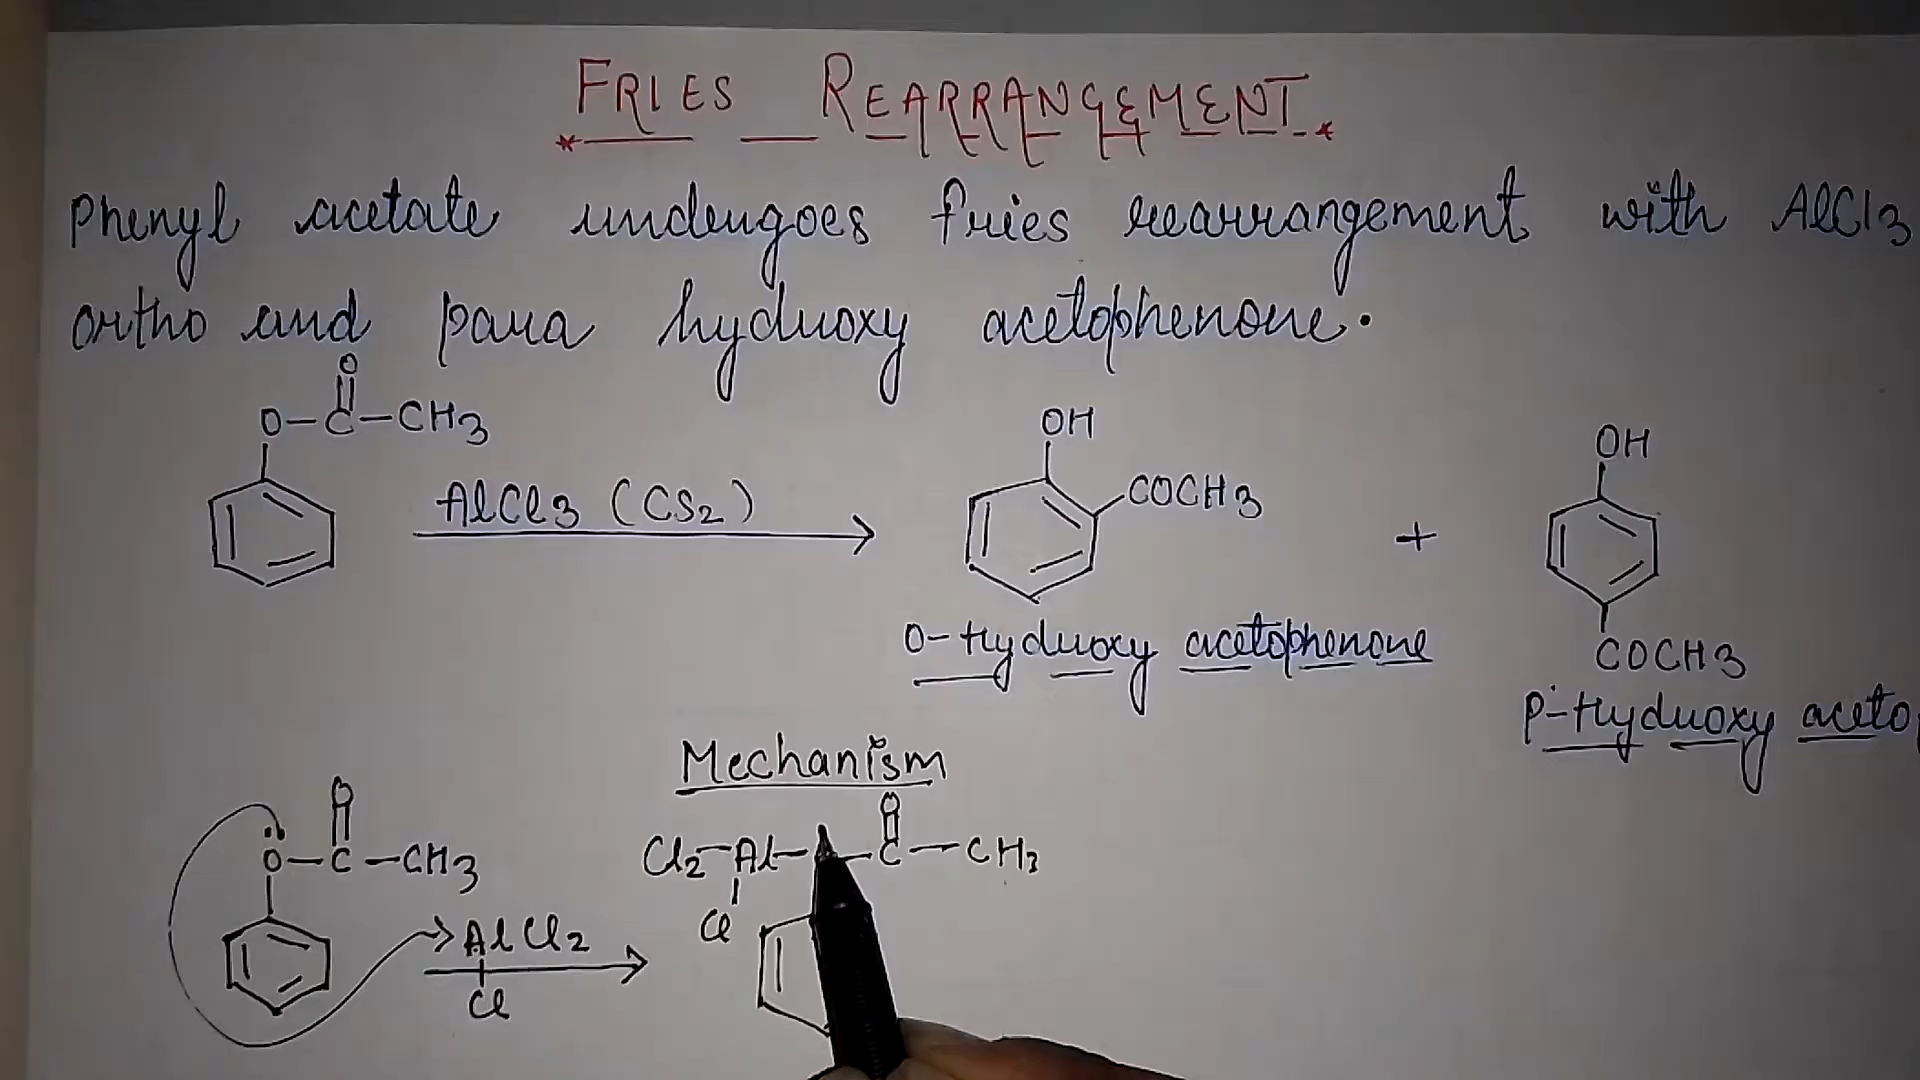 FRIES REARRANGEMENT
Phenyl acetate undergoes fries rearrangement with AlCl3
ortho and para hydroxy acetophenone.
O
O-C-CH3
AlCl3 (CS2)
OH
COCH3
+
OH
COCH3
O-Hydroxy acetophenone
P-Hydroxy aceto
Mechanism
O
O-C-CH3
AlCl2
Cl
O
Cl2-Al-
-C-CH3
Cl